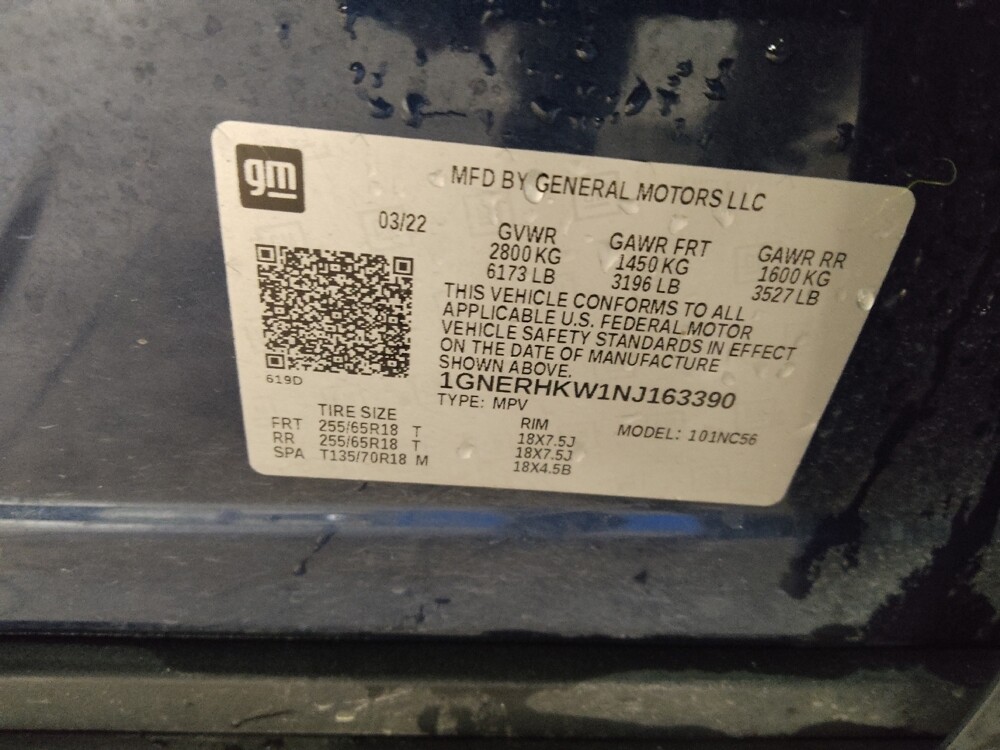 gm
MFD BY GENERAL MOTORS LLC
03/22
GVWR GAWR FRT GAWR RR
2800 KG 1450 KG 1600 KG
6173 LB 3196 LB 3527 LB
THIS VEHICLE CONFORMS TO ALL
APPLICABLE U.S. FEDERAL MOTOR
VEHICLE SAFETY STANDARDS IN EFFECT
ON THE DATE OF MANUFACTURE
SHOWN ABOVE.
619D
1GNERHKW1NJ163390
TYPE: MPV
TIRE SIZE RIM MODEL: 101NC56
FRT 255/65R18 T 18X7.5J
RR 255/65R18 T 18X7.5J
SPA T135/70R18 M 18X4.5B